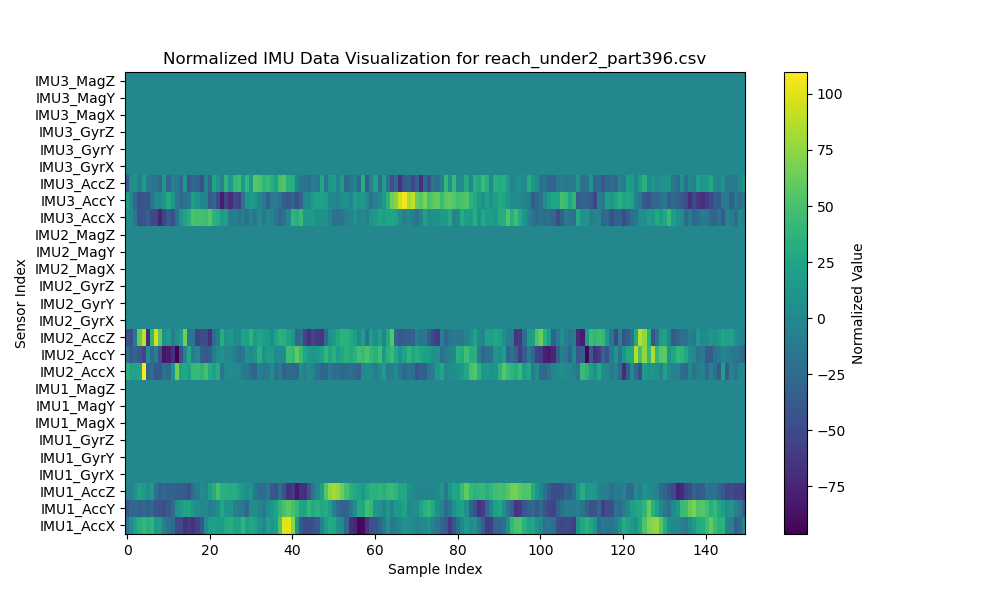 Normalized IMU Data Visualization for reach_under2_part396.csv
IMU3_MagZ
IMU3_MagY
IMU3_MagX
IMU3_GyrZ
IMU3_GyrY
IMU3_GyrX
IMU3_AccZ
IMU3_AccY
IMU3_AccX
IMU2_MagZ
IMU2_MagY
IMU2_MagX
IMU2_GyrZ
IMU2_GyrY
IMU2_GyrX
IMU2_AccZ
IMU2_AccY
IMU2_AccX
IMU1_MagZ
IMU1_MagY
IMU1_MagX
IMU1_GyrZ
IMU1_GyrY
IMU1_GyrX
IMU1_AccZ
IMU1_AccY
IMU1_AccX
Sensor Index
0 20 40 60 80 100 120 140
Sample Index
100
75
50
25
0
−25
−50
−75
Normalized Value